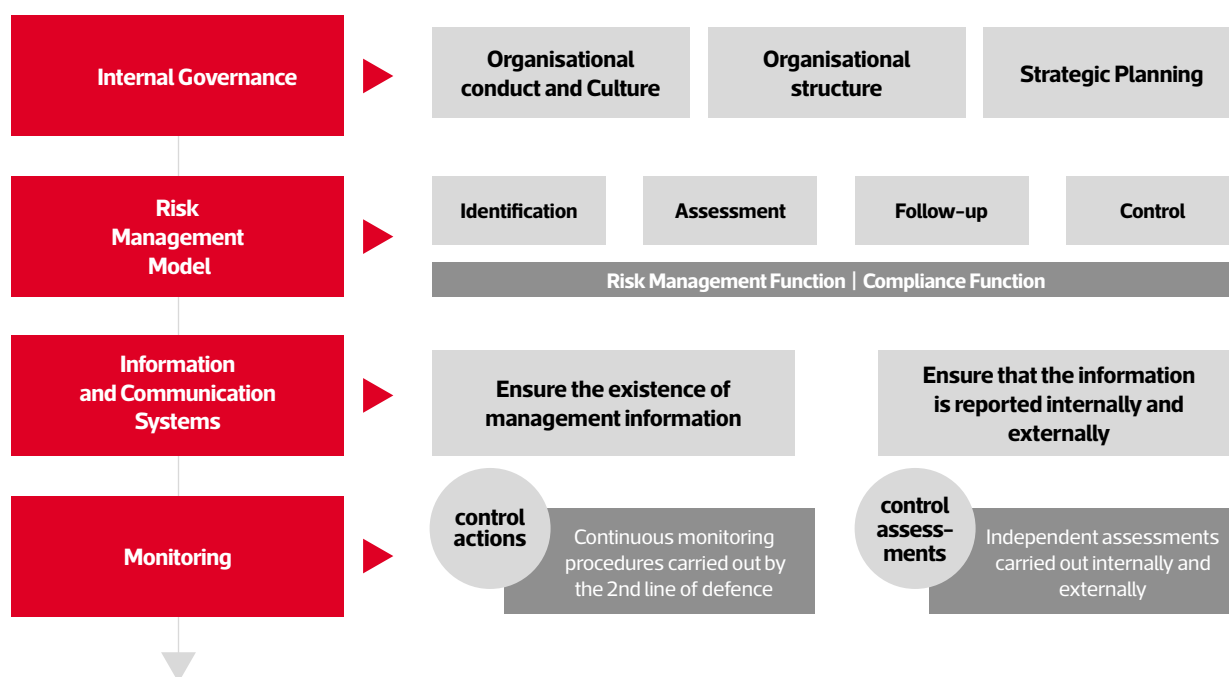 Internal Governance
Organisational
conduct and Culture
Organisational
structure
Strategic Planning
Risk
Management
Model
Identification
Assessment
Follow-up
Control
Risk Management Function | Compliance Function
Information
and Communication
Systems
Ensure the existence of
management information
Ensure that the information
is reported internally and
externally
Monitoring
control
actions
Continuous monitoring
procedures carried out by
the 2nd line of defence
control
assess-
ments
Independent assessments
carried out internally and
externally